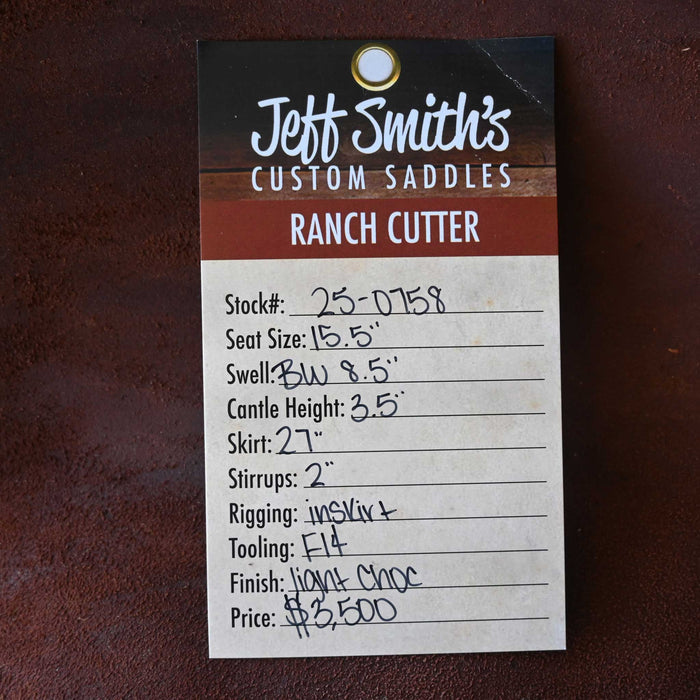 Jeff Smith's
CUSTOM SADDLES
RANCH CUTTER
Stock#: 25-0758
Seat Size: 15.5"
Swell: BW 8.5"
Cantle Height: 3.5"
Skirt: 27"
Stirrups: 2"
Rigging: inskirt
Tooling: F14
Finish: light Choc
Price: $3,500